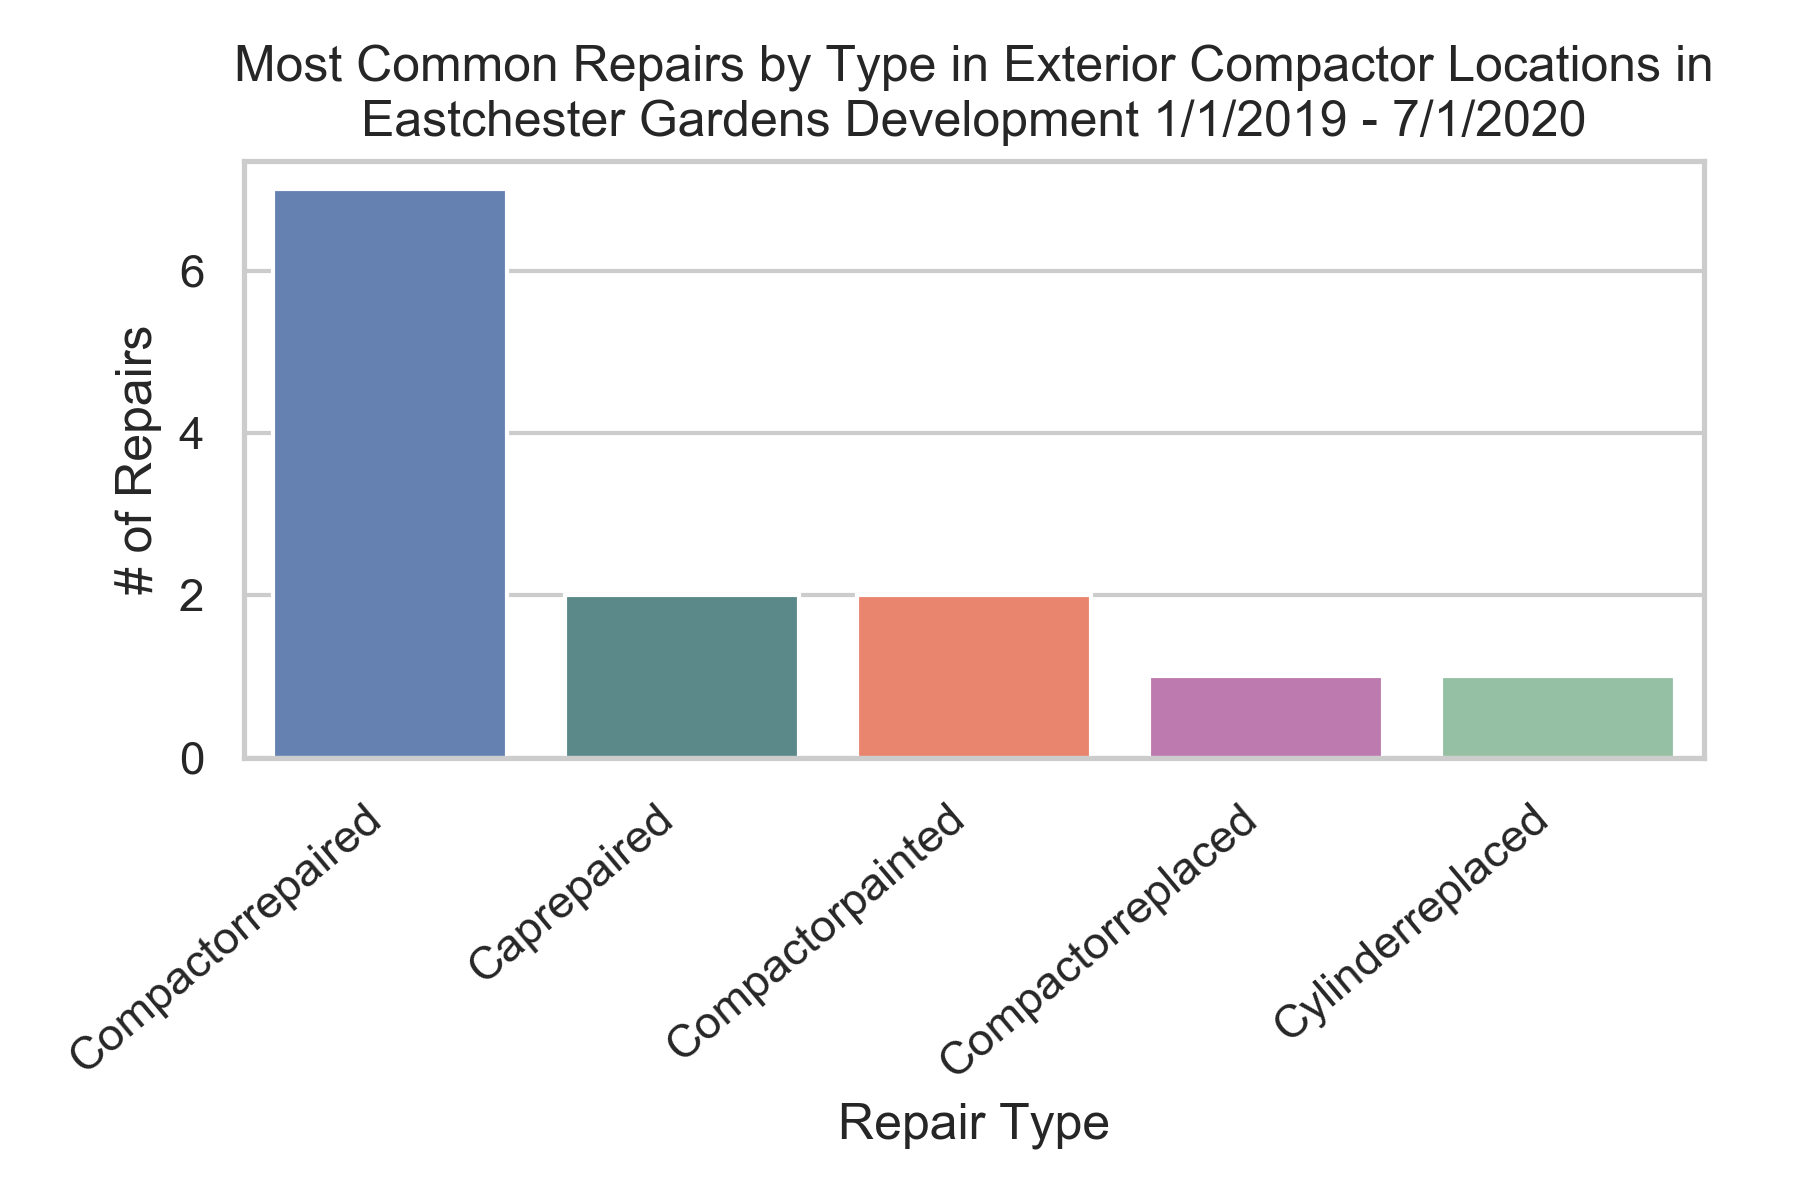 Most Common Repairs by Type in Exterior Compactor Locations in
Eastchester Gardens Development 1/1/2019 - 7/1/2020
# of Repairs
6
4
2
0
Compactorrepaired
Caprepaired
Compactorpainted
Compactorreplaced
Cylinderreplaced
Repair Type